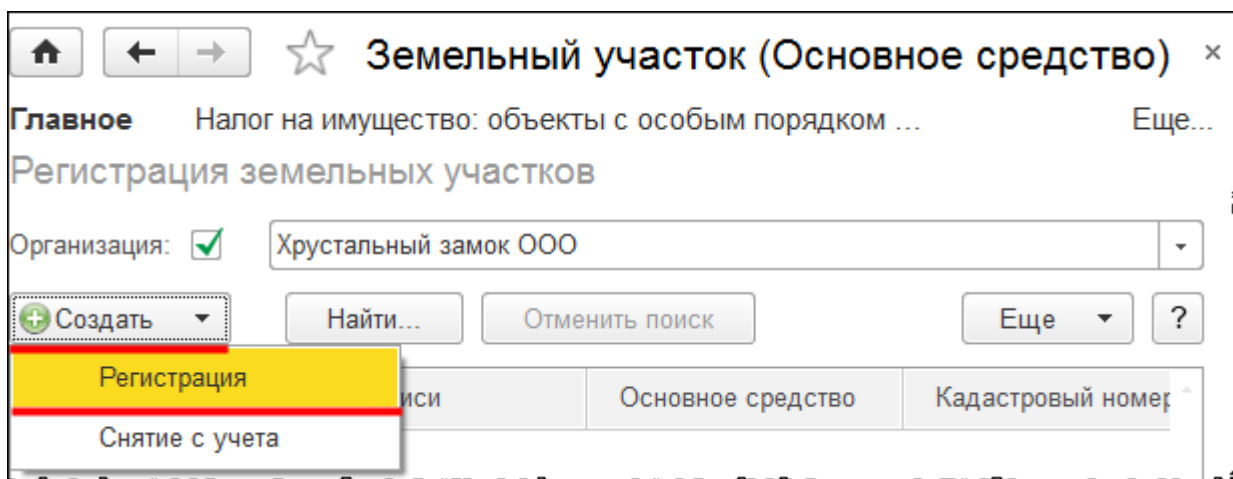 Земельный участок (Основное средство) ×
Главное Налог на имущество: объекты с особым порядком ... Еще...
Регистрация земельных участков
Организация: Хрустальный замок ООО
Создать Найти... Отменить поиск Еще ?
Регистрация
иси Основное средство Кадастровый номер
Снятие с учета